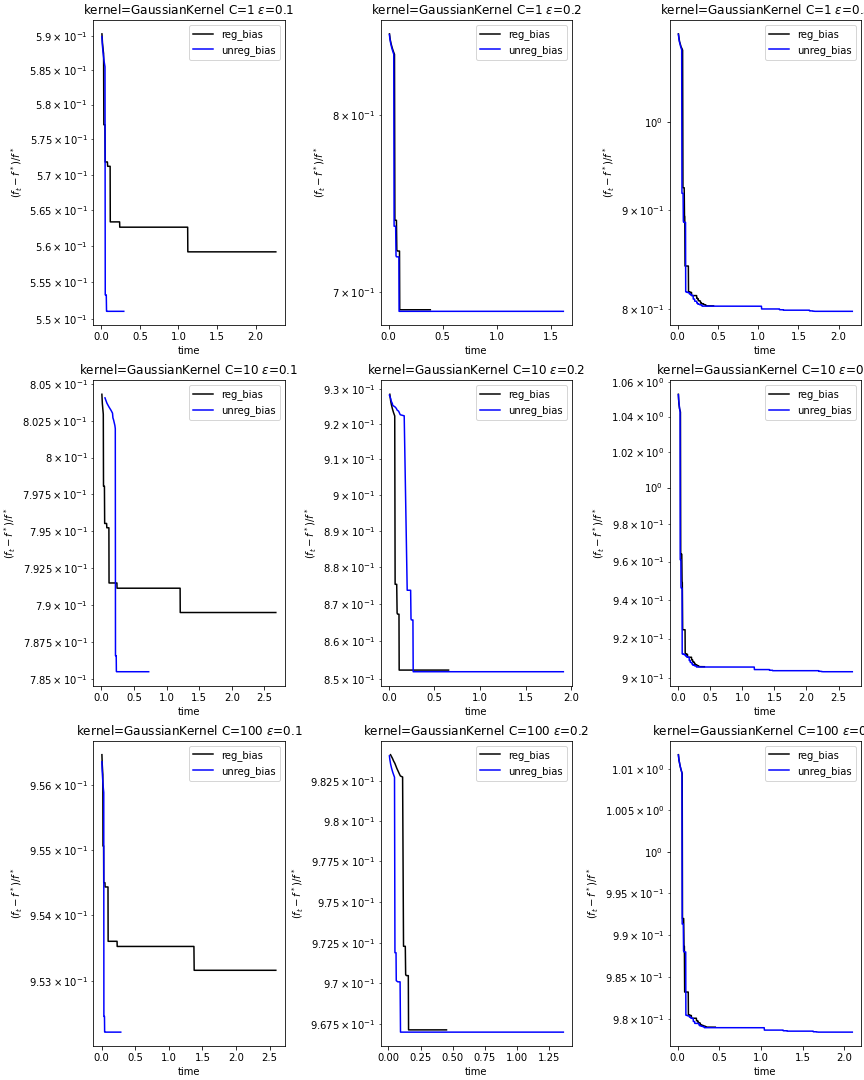 kernel=GaussianKernel C=1 ε=0.1
5.9 × 10⁻¹
5.85 × 10⁻¹
5.8 × 10⁻¹
5.75 × 10⁻¹
5.7 × 10⁻¹
5.65 × 10⁻¹
5.6 × 10⁻¹
5.55 × 10⁻¹
5.5 × 10⁻¹
(fₜ − f*)/f*
reg_bias
unreg_bias
0.0 0.5 1.0 1.5 2.0
time
kernel=GaussianKernel C=1 ε=0.2
8 × 10⁻¹
7 × 10⁻¹
(fₜ − f*)/f*
reg_bias
unreg_bias
0.0 0.5 1.0 1.5
time
kernel=GaussianKernel C=1 ε=0.
10⁰
9 × 10⁻¹
8 × 10⁻¹
(fₜ − f*)/f*
reg_bias
unreg_bias
0.0 0.5 1.0 1.5 2.0
time
kernel=GaussianKernel C=10 ε=0.1
8.05 × 10⁻¹
8.025 × 10⁻¹
8 × 10⁻¹
7.975 × 10⁻¹
7.95 × 10⁻¹
7.925 × 10⁻¹
7.9 × 10⁻¹
7.875 × 10⁻¹
7.85 × 10⁻¹
(fₜ − f*)/f*
reg_bias
unreg_bias
0.0 0.5 1.0 1.5 2.0 2.5
time
kernel=GaussianKernel C=10 ε=0.2
9.3 × 10⁻¹
9.2 × 10⁻¹
9.1 × 10⁻¹
9 × 10⁻¹
8.9 × 10⁻¹
8.8 × 10⁻¹
8.7 × 10⁻¹
8.6 × 10⁻¹
8.5 × 10⁻¹
(fₜ − f*)/f*
reg_bias
unreg_bias
0.0 0.5 1.0 1.5 2.0
time
kernel=GaussianKernel C=10 ε=0
1.06 × 10⁰
1.04 × 10⁰
1.02 × 10⁰
10⁰
9.8 × 10⁻¹
9.6 × 10⁻¹
9.4 × 10⁻¹
9.2 × 10⁻¹
9 × 10⁻¹
(fₜ − f*)/f*
reg_bias
unreg_bias
0.0 0.5 1.0 1.5 2.0 2.5
time
kernel=GaussianKernel C=100 ε=0.1
9.56 × 10⁻¹
9.55 × 10⁻¹
9.54 × 10⁻¹
9.53 × 10⁻¹
(fₜ − f*)/f*
reg_bias
unreg_bias
0.0 0.5 1.0 1.5 2.0 2.5
time
kernel=GaussianKernel C=100 ε=0.2
9.825 × 10⁻¹
9.8 × 10⁻¹
9.775 × 10⁻¹
9.75 × 10⁻¹
9.725 × 10⁻¹
9.7 × 10⁻¹
9.675 × 10⁻¹
(fₜ − f*)/f*
reg_bias
unreg_bias
0.00 0.25 0.50 0.75 1.00 1.25
time
kernel=GaussianKernel C=100 ε=0
1.01 × 10⁰
1.005 × 10⁰
10⁰
9.95 × 10⁻¹
9.9 × 10⁻¹
9.85 × 10⁻¹
9.8 × 10⁻¹
(fₜ − f*)/f*
reg_bias
unreg_bias
0.0 0.5 1.0 1.5 2.0
time